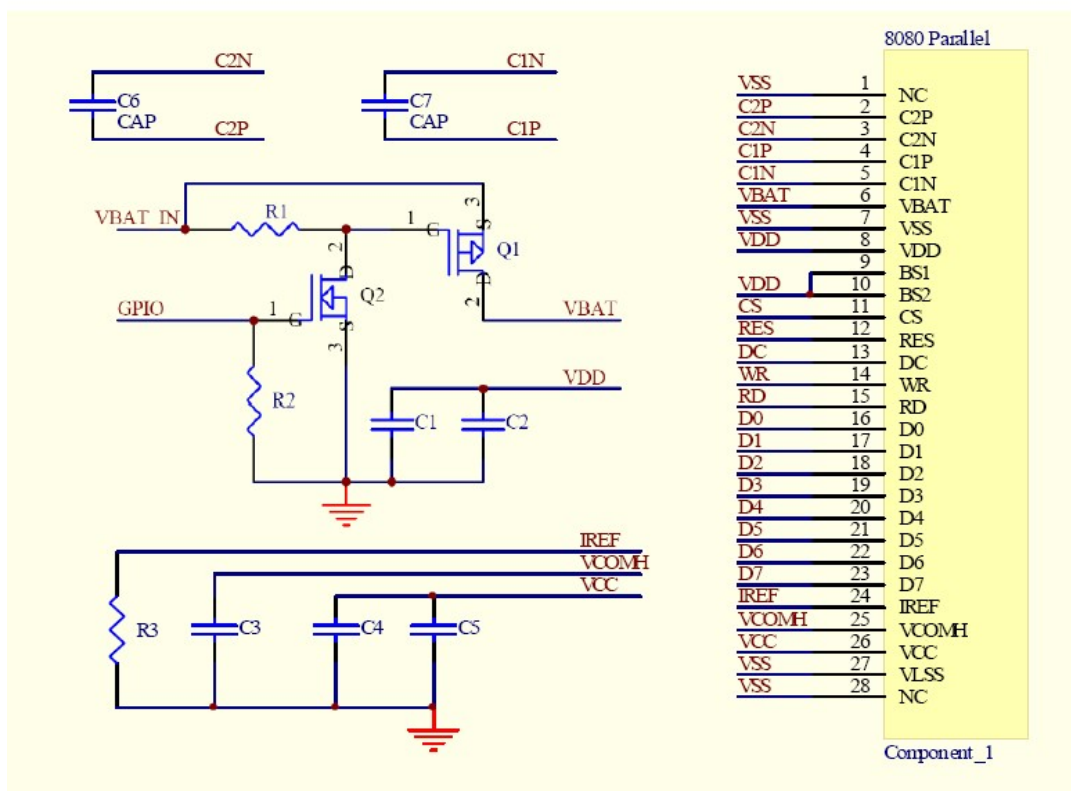 8080 Parallel
C2N
C6
CAP
C2P
C1N
C7
CAP
C1P
VBAT_IN
R1
1
G
3
S
Q1
D
2
VBAT
2
D
Q2
GPIO
1
G
S
3
R2
VDD
C1
C2
IREF
VCOMH
VCC
R3
C3
C4
C5
VSS 1 NC
C2P 2 C2P
C2N 3 C2N
C1P 4 C1P
C1N 5 C1N
VBAT 6 VBAT
VSS 7 VSS
VDD 8 VDD
9 BS1
VDD 10 BS2
CS 11 CS
RES 12 RES
DC 13 DC
WR 14 WR
RD 15 RD
D0 16 D0
D1 17 D1
D2 18 D2
D3 19 D3
D4 20 D4
D5 21 D5
D6 22 D6
D7 23 D7
IREF 24 IREF
VCOMH 25 VCOMH
VCC 26 VCC
VSS 27 VLSS
VSS 28 NC
Component_1